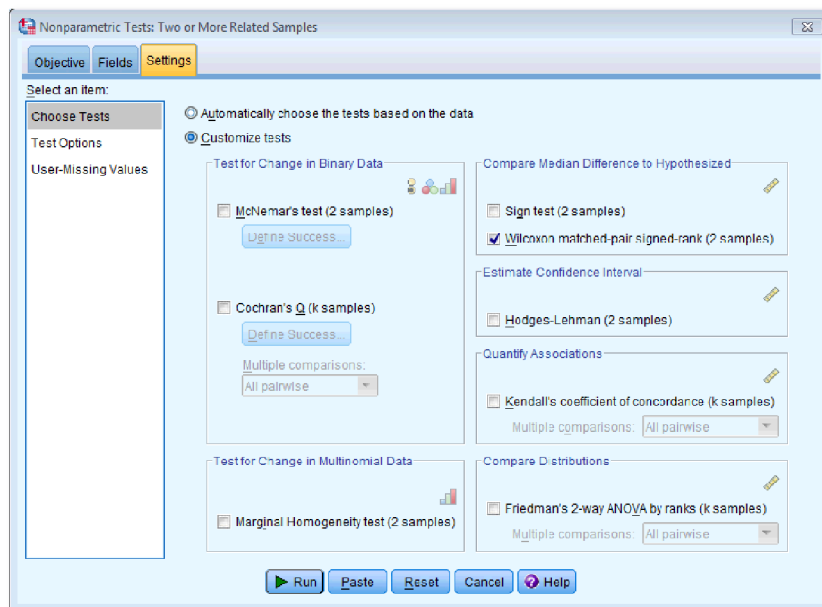 Nonparametric Tests: Two or More Related Samples
Objective Fields Settings
Select an item:
Choose Tests
Test Options
User-Missing Values
Automatically choose the tests based on the data
Customize tests
Test for Change in Binary Data
McNemar's test (2 samples)
Define Success...
Cochran's Q (k samples)
Define Success...
Multiple comparisons:
All pairwise
Test for Change in Multinomial Data
Marginal Homogeneity test (2 samples)
Compare Median Difference to Hypothesized
Sign test (2 samples)
Wilcoxon matched-pair signed-rank (2 samples)
Estimate Confidence Interval
Hodges-Lehman (2 samples)
Quantify Associations
Kendall's coefficient of concordance (k samples)
Multiple comparisons: All pairwise
Compare Distributions
Friedman's 2-way ANOVA by ranks (k samples)
Multiple comparisons: All pairwise
Run Paste Reset Cancel Help